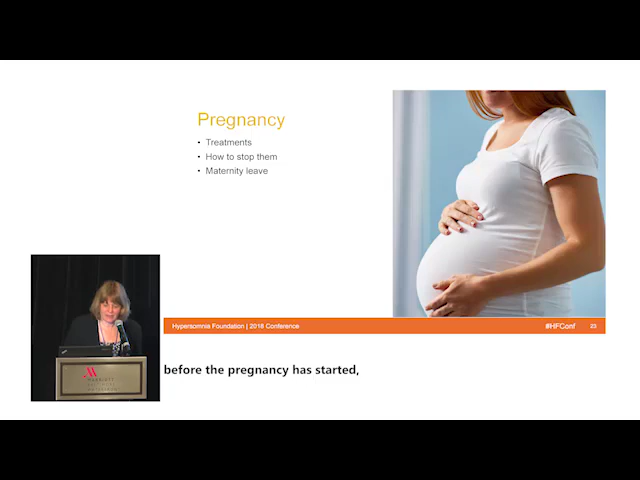 Pregnancy
• Treatments
• How to stop them
• Maternity leave
Hypersomnia Foundation | 2018 Conference
#HFConf
23
MARRIOTT
before the pregnancy has started,